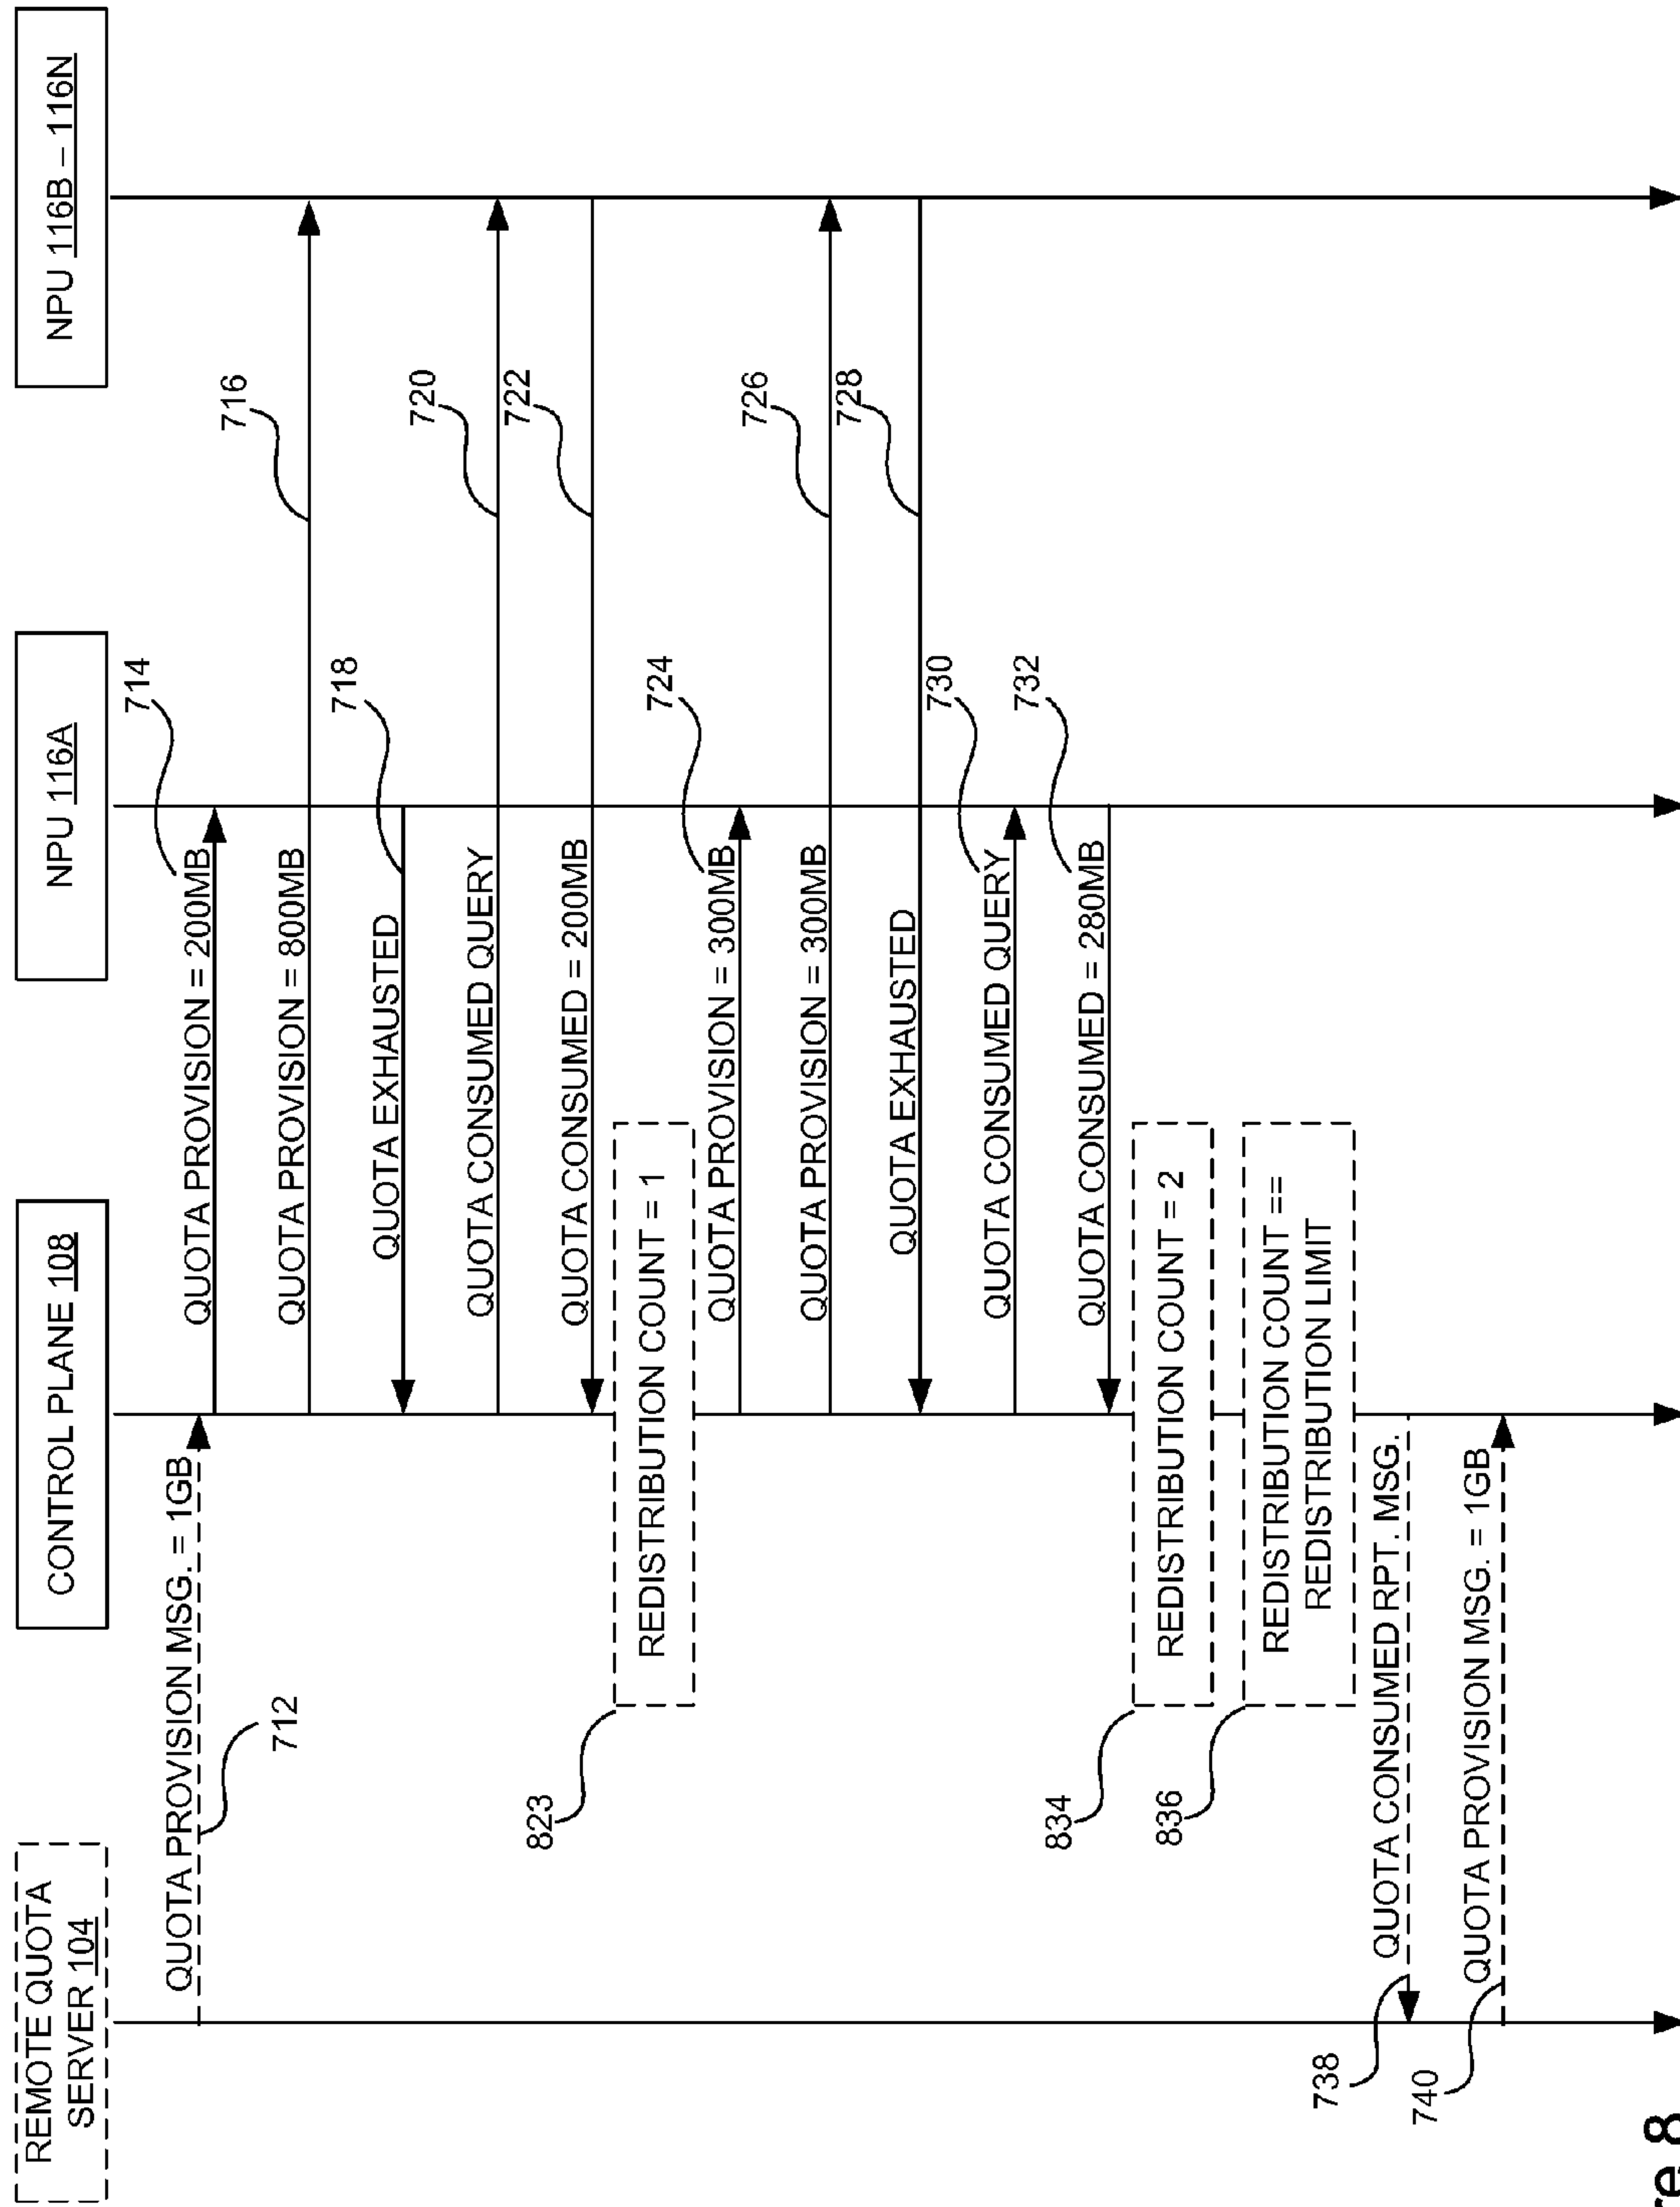 REMOTE QUOTA
SERVER 104
CONTROL PLANE 108
NPU 116A
NPU 116B – 116N
QUOTA PROVISION MSG. = 1GB
712
QUOTA PROVISION = 200MB
714
QUOTA PROVISION = 800MB
716
QUOTA EXHAUSTED
718
QUOTA CONSUMED QUERY
720
QUOTA CONSUMED = 200MB
722
REDISTRIBUTION COUNT = 1
823
QUOTA PROVISION = 300MB
724
QUOTA PROVISION = 300MB
726
QUOTA EXHAUSTED
728
QUOTA CONSUMED QUERY
730
QUOTA CONSUMED = 280MB
732
REDISTRIBUTION COUNT = 2
834
REDISTRIBUTION COUNT ==
REDISTRIBUTION LIMIT
836
QUOTA CONSUMED RPT. MSG.
738
QUOTA PROVISION MSG. = 1GB
740
8